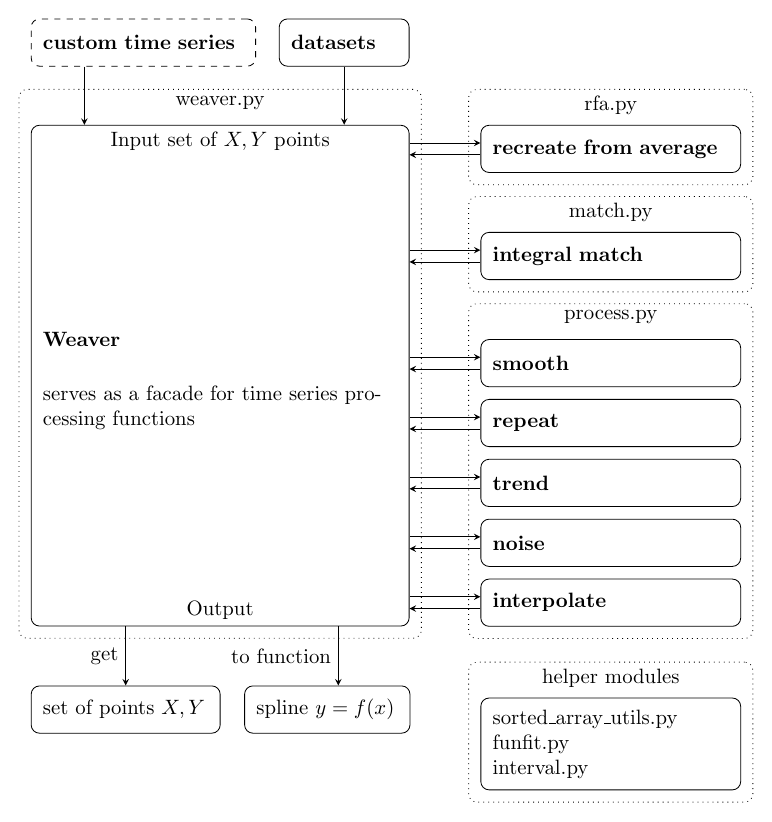 custom time series
datasets
weaver.py
Input set of X, Y points
Weaver
serves as a facade for time series pro-
cessing functions
Output
get
to function
set of points X, Y
spline y = f(x)
rfa.py
recreate from average
match.py
integral match
process.py
smooth
repeat
trend
noise
interpolate
helper modules
sorted_array_utils.py
funfit.py
interval.py